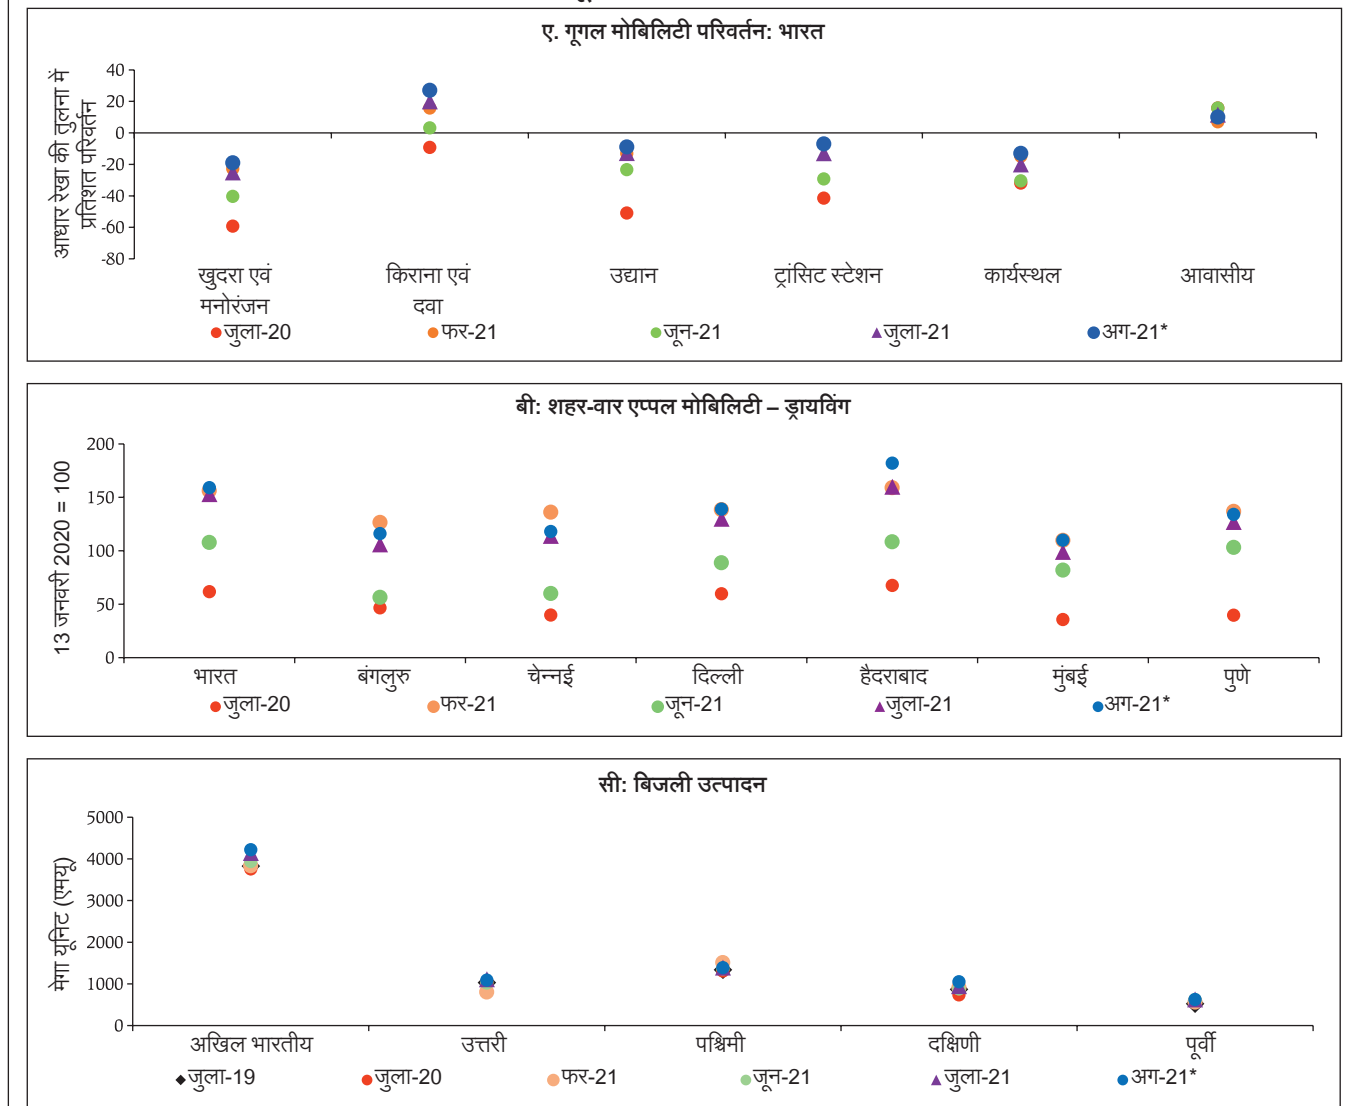 ए. गूगल मोबिलिटी परिवर्तन: भारत
आधार रेखा की तुलना में
प्रतिशत परिवर्तन
40
20
0
-20
-40
-60
-80
खुदरा एवं मनोरंजन
किराना एवं दवा
उद्यान
ट्रांसिट स्टेशन
कार्यस्थल
आवासीय
जुला-20 फर-21 जून-21 जुला-21 अग-21*
बी: शहर-वार एप्पल मोबिलिटी – ड्रायविंग
13 जनवरी 2020 = 100
200
150
100
50
0
भारत बंगलुरु चेन्नई दिल्ली हैदराबाद मुंबई पुणे
जुला-20 फर-21 जून-21 जुला-21 अग-21*
सी: बिजली उत्पादन
मेगा यूनिट (एमयू)
5000
4000
3000
2000
1000
0
अखिल भारतीय उत्तरी पश्चिमी दक्षिणी पूर्वी
जुला-19 जुला-20 फर-21 जून-21 जुला-21 अग-21*